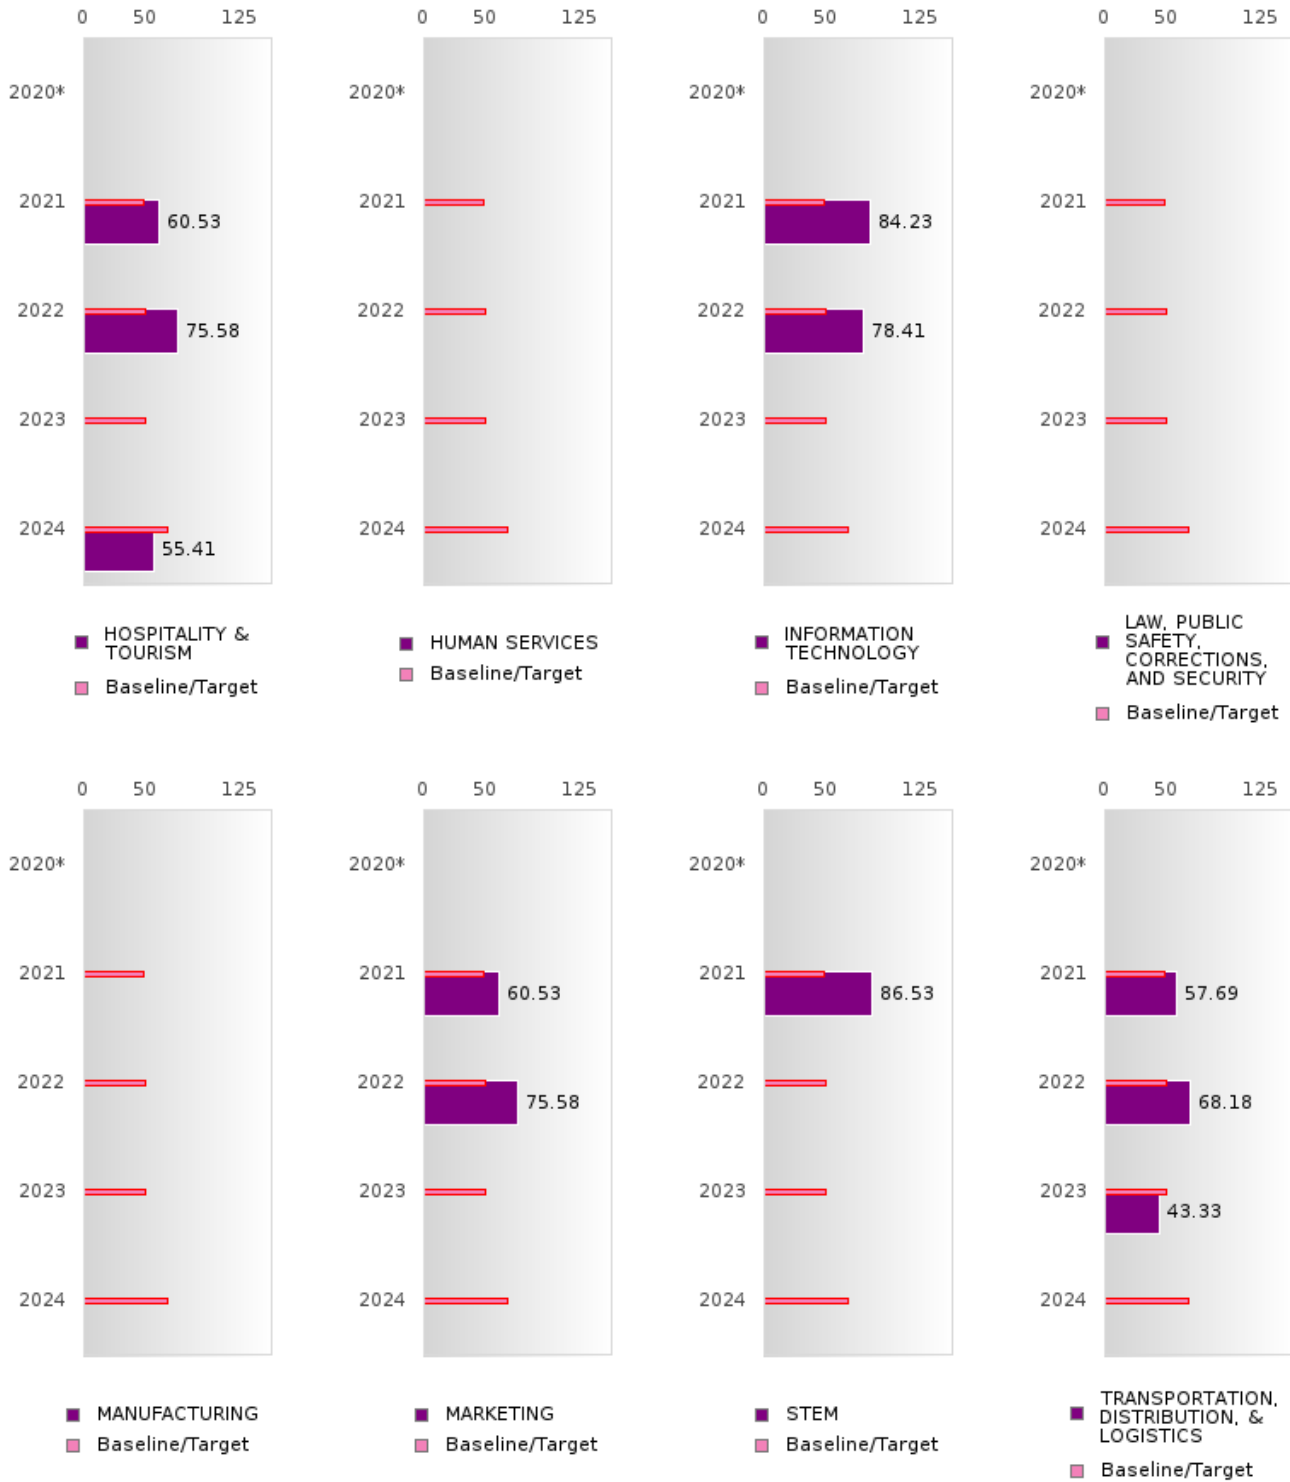 0 50 125
2020*
2021 60.53
2022 75.58
2023
2024 55.41
HOSPITALITY &
TOURISM
Baseline/Target
0 50 125
2020*
2021
2022
2023
2024
HUMAN SERVICES
Baseline/Target
0 50 125
2020*
2021 84.23
2022 78.41
2023
2024
INFORMATION
TECHNOLOGY
Baseline/Target
0 50 125
2020*
2021
2022
2023
2024
LAW, PUBLIC
SAFETY,
CORRECTIONS,
AND SECURITY
Baseline/Target
0 50 125
2020*
2021
2022
2023
2024
MANUFACTURING
Baseline/Target
0 50 125
2020*
2021 60.53
2022 75.58
2023
2024
MARKETING
Baseline/Target
0 50 125
2020*
2021 86.53
2022
2023
2024
STEM
Baseline/Target
0 50 125
2020*
2021 57.69
2022 68.18
2023 43.33
2024
TRANSPORTATION,
DISTRIBUTION, &
LOGISTICS
Baseline/Target